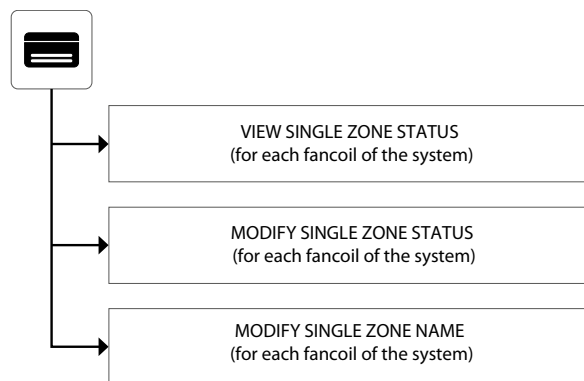 VIEW SINGLE ZONE STATUS
(for each fancoil of the system)
MODIFY SINGLE ZONE STATUS
(for each fancoil of the system)
MODIFY SINGLE ZONE NAME
(for each fancoil of the system)